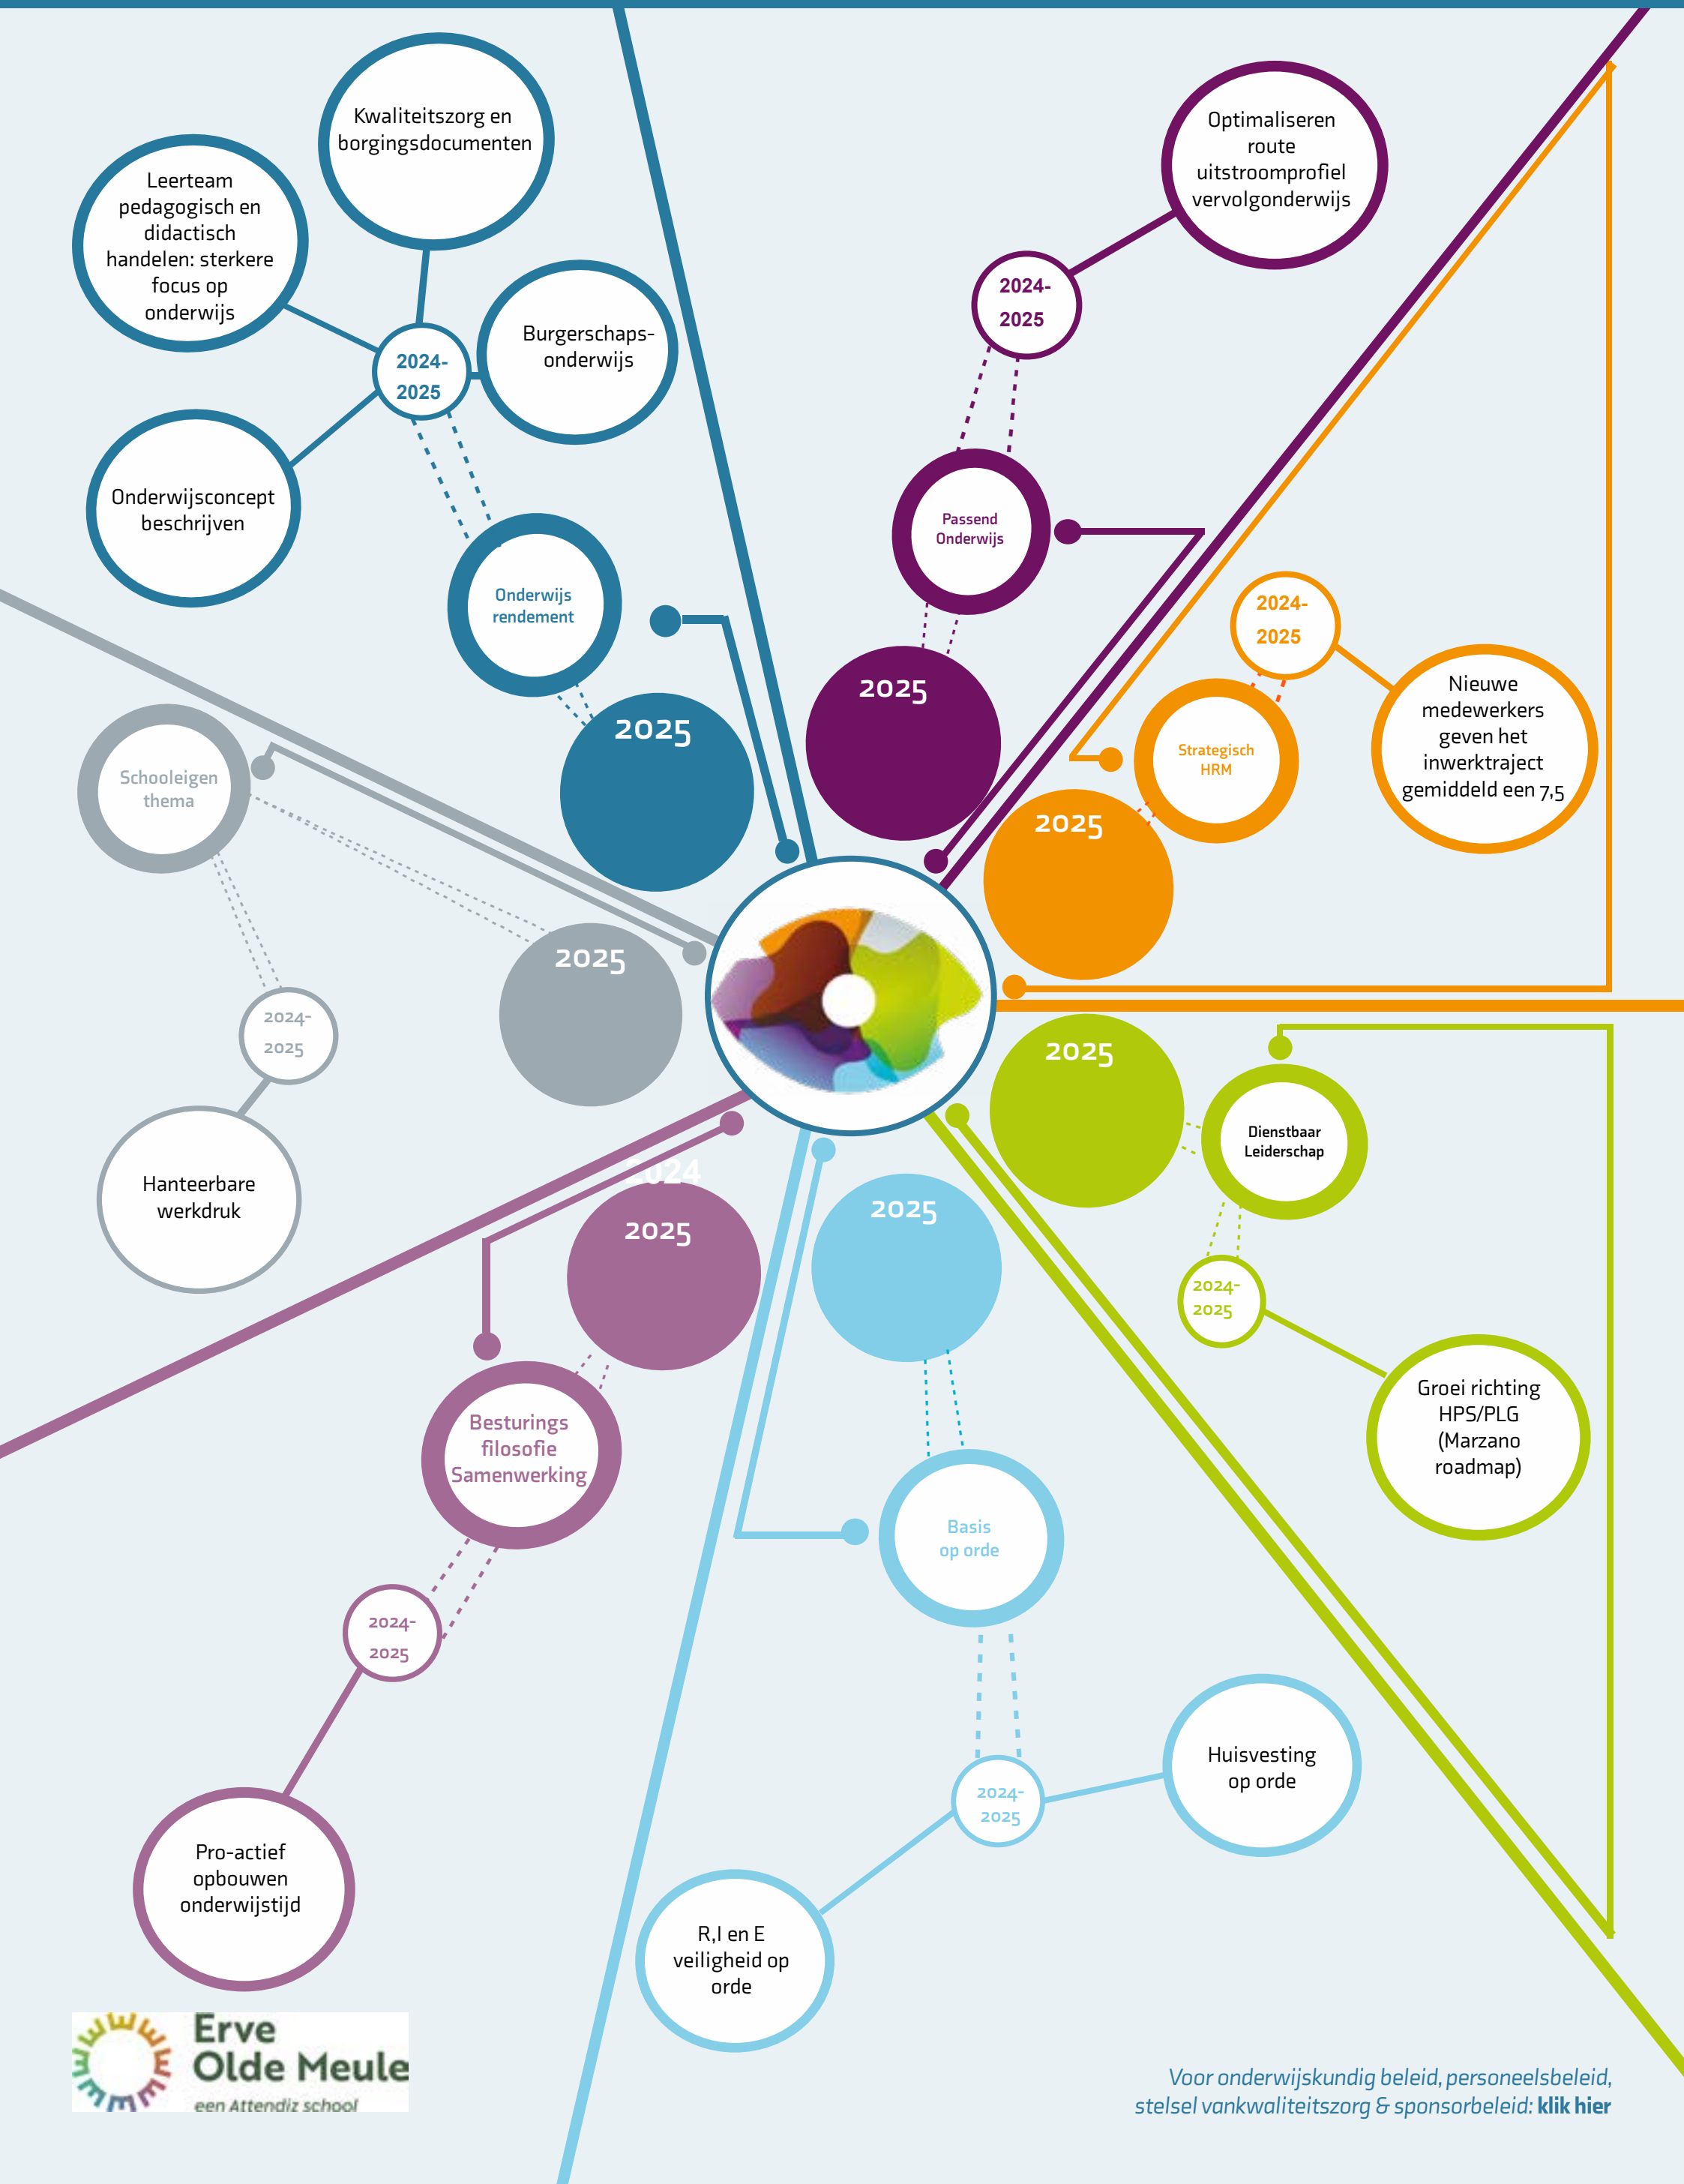 Kwaliteitszorg en
borgingsdocumenten
Leerteam
pedagogisch en
didactisch
handelen: sterkere
focus op
onderwijs
Burgerschaps-
onderwijs
2024-
2025
Onderwijsconcept
beschrijven
Onderwijs
rendement
2025
Optimaliseren
route
uitstroomprofiel
vervolgonderwijs
2024-
2025
Passend
Onderwijs
2025
2024-
2025
Nieuwe
medewerkers
geven het
inwerktraject
gemiddeld een 7,5
Strategisch
HRM
2025
Schooleigen
thema
2025
2024-
2025
Hanteerbare
werkdruk
2025
Dienstbaar
Leiderschap
2024-
2025
Groei richting
HPS/PLG
(Marzano
roadmap)
2024
2025
Besturings
filosofie
Samenwerking
2024-
2025
Pro-actief
opbouwen
onderwijstijd
2025
Basis
op orde
2024-
2025
Huisvesting
op orde
R,I en E
veiligheid op
orde
Erve
Olde Meule
een Attendiz school
Voor onderwijskundig beleid, personeelsbeleid,
stelsel vankwaliteitszorg & sponsorbeleid: klik hier